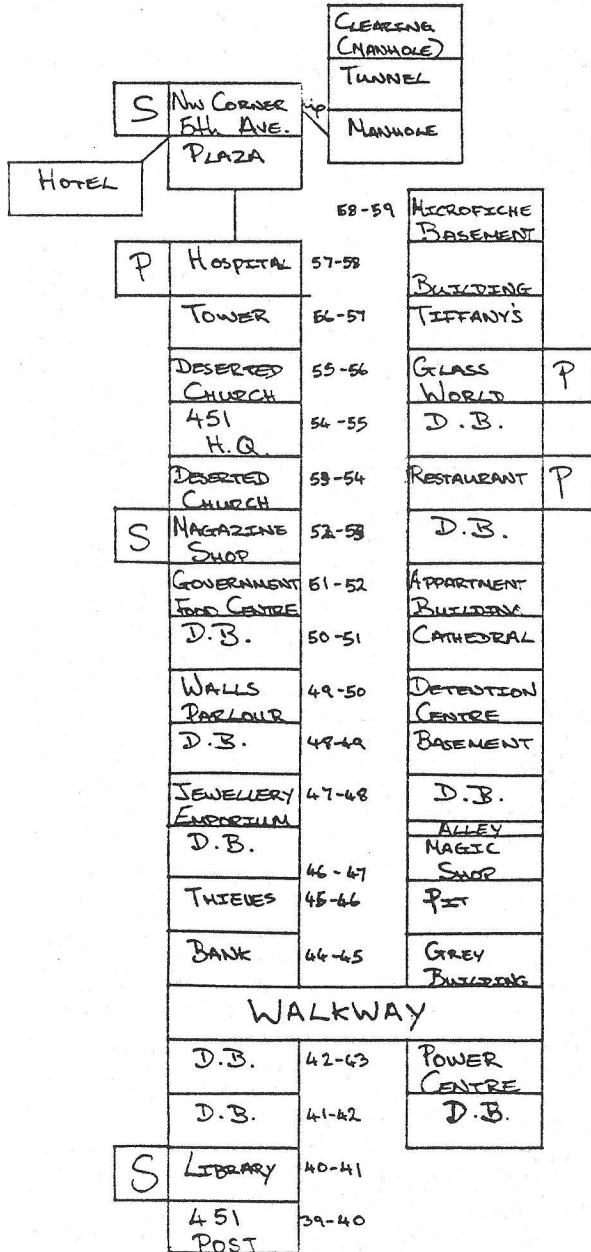 CLEARING
(MANHOLE)
TUNNEL
MANHOLE
S
NW CORNER
5th AVE.
up
PLAZA
HOTEL
58-59
MICROFICHE
BASEMENT
P
HOSPITAL
57-58
BUILDING
TOWER
56-57
TIFFANY'S
DESERTED
CHURCH
55-56
GLASS
WORLD
P
451
H.Q.
54-55
D.B.
DESERTED
CHURCH
53-54
RESTAURANT
P
S
MAGAZINE
SHOP
52-53
D.B.
GOVERNMENT
FOOD CENTRE
51-52
APPARTMENT
BUILDING
D.B.
50-51
CATHEDRAL
WALLS
PARLOUR
49-50
DETENTION
CENTRE
D.B.
48-49
BASEMENT
JEWELLERY
EMPORIUM
47-48
D.B.
ALLEY
D.B.
46-47
MAGIC
SHOP
THIEVES
45-46
PIT
BANK
44-45
GREY
BUILDING
WALKWAY
D.B.
42-43
POWER
CENTRE
D.B.
41-42
D.B.
S
LIBRARY
40-41
451
POST
39-40